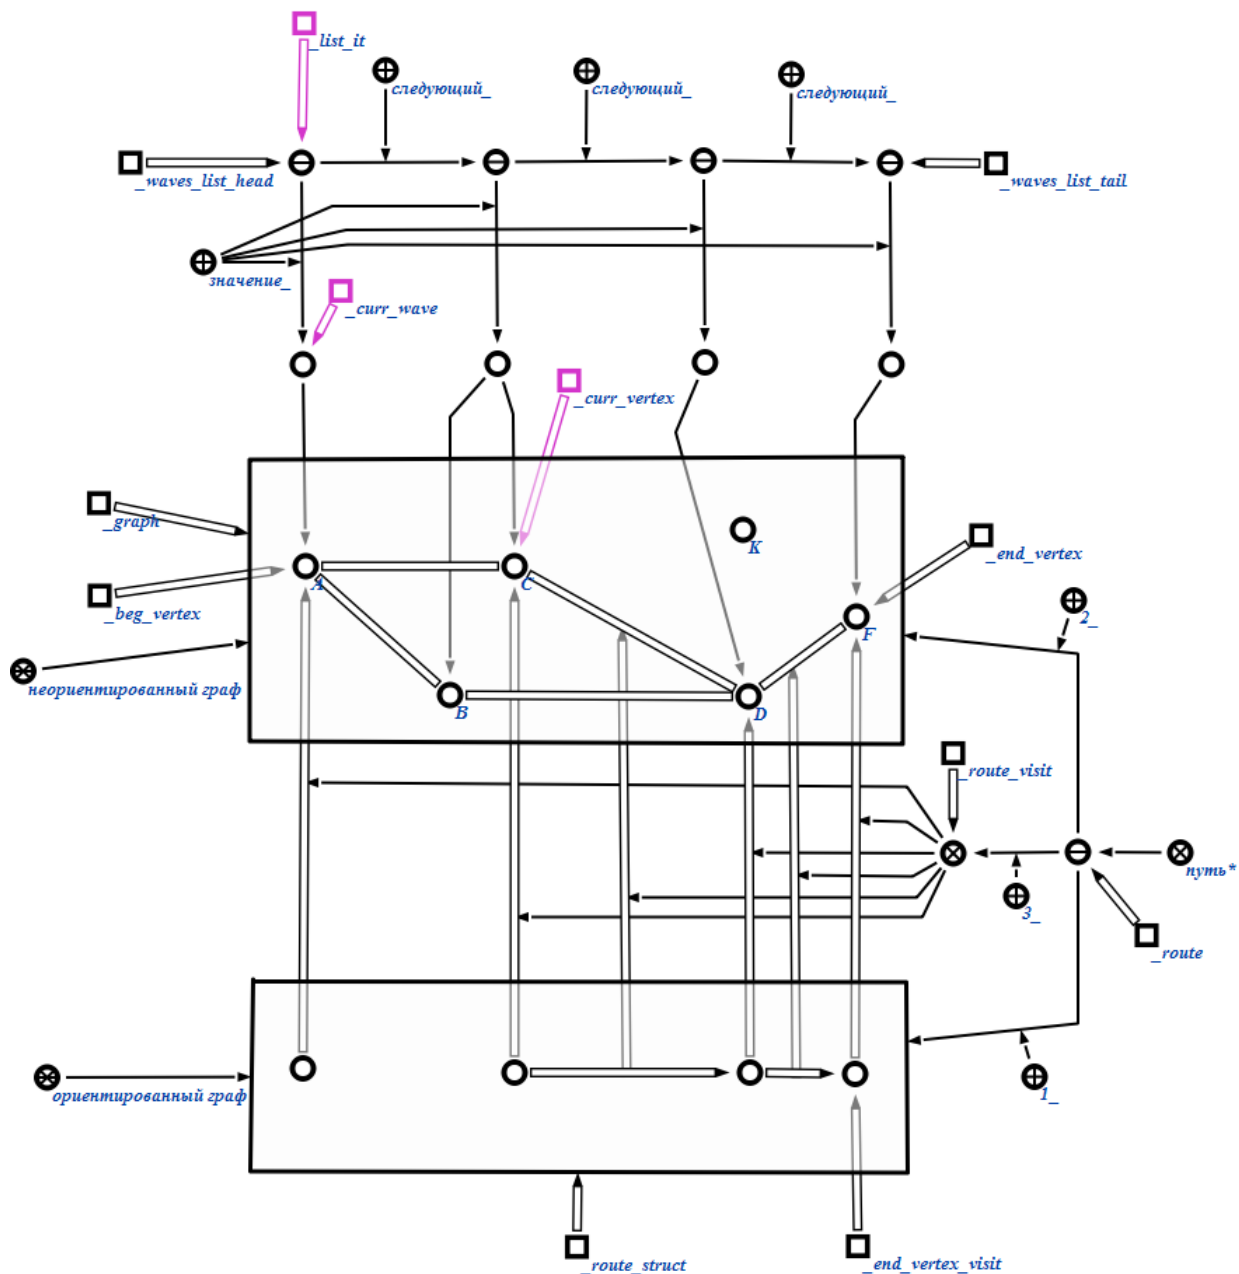 _list_it
следующий_
следующий_
следующий_
_waves_list_head
_waves_list_tail
значение_
_curr_wave
_curr_vertex
_graph
K
_end_vertex
A
C
_beg_vertex
2_
F
неориентированный граф
B
D
_route_visit
путь*
3_
_route
ориентированный граф
1_
_route_struct
_end_vertex_visit